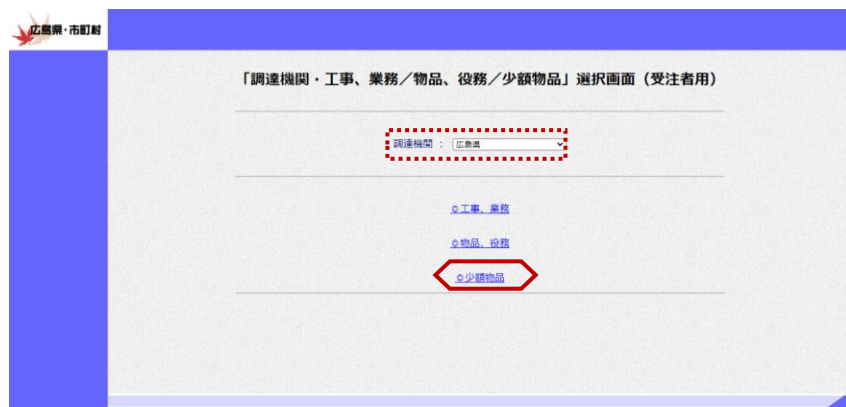 広島県・市町村
「調達機関・工事、業務／物品、役務／少額物品」選択画面（受注者用）
調達機関 ： 広島県
◎工事、業務
◎物品、役務
◎少額物品